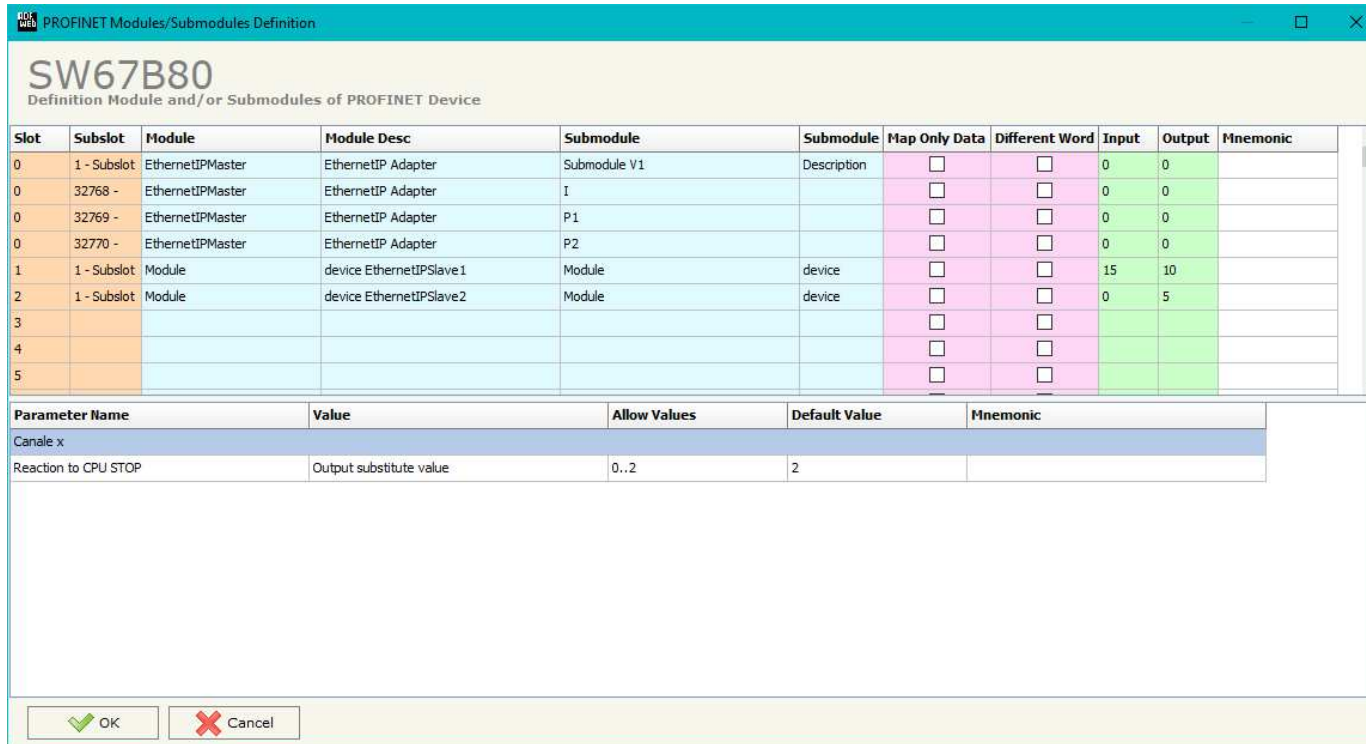 ADF WEB PROFINET Modules/Submodules Definition
SW67B80
Definition Module and/or Submodules of PROFINET Device
Slot Subslot Module Module Desc Submodule Submodule Map Only Data Different Word Input Output Mnemonic
0 1 - Subslot EthernetIPMaster EthernetIP Adapter Submodule V1 Description 0 0
0 32768 - EthernetIPMaster EthernetIP Adapter I 0 0
0 32769 - EthernetIPMaster EthernetIP Adapter P1 0 0
0 32770 - EthernetIPMaster EthernetIP Adapter P2 0 0
1 1 - Subslot Module device EthernetIPSlave1 Module device 15 10
2 1 - Subslot Module device EthernetIPSlave2 Module device 0 5
3
4
5
Parameter Name Value Allow Values Default Value Mnemonic
Canale x
Reaction to CPU STOP Output substitute value 0..2 2
OK Cancel